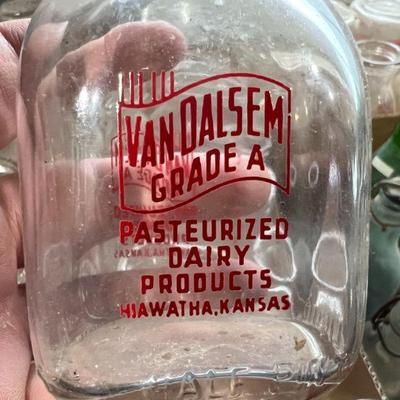 VAN DALSEM
GRADE A
PASTEURIZED
DAIRY
PRODUCTS
HIAWATHA, KANSAS